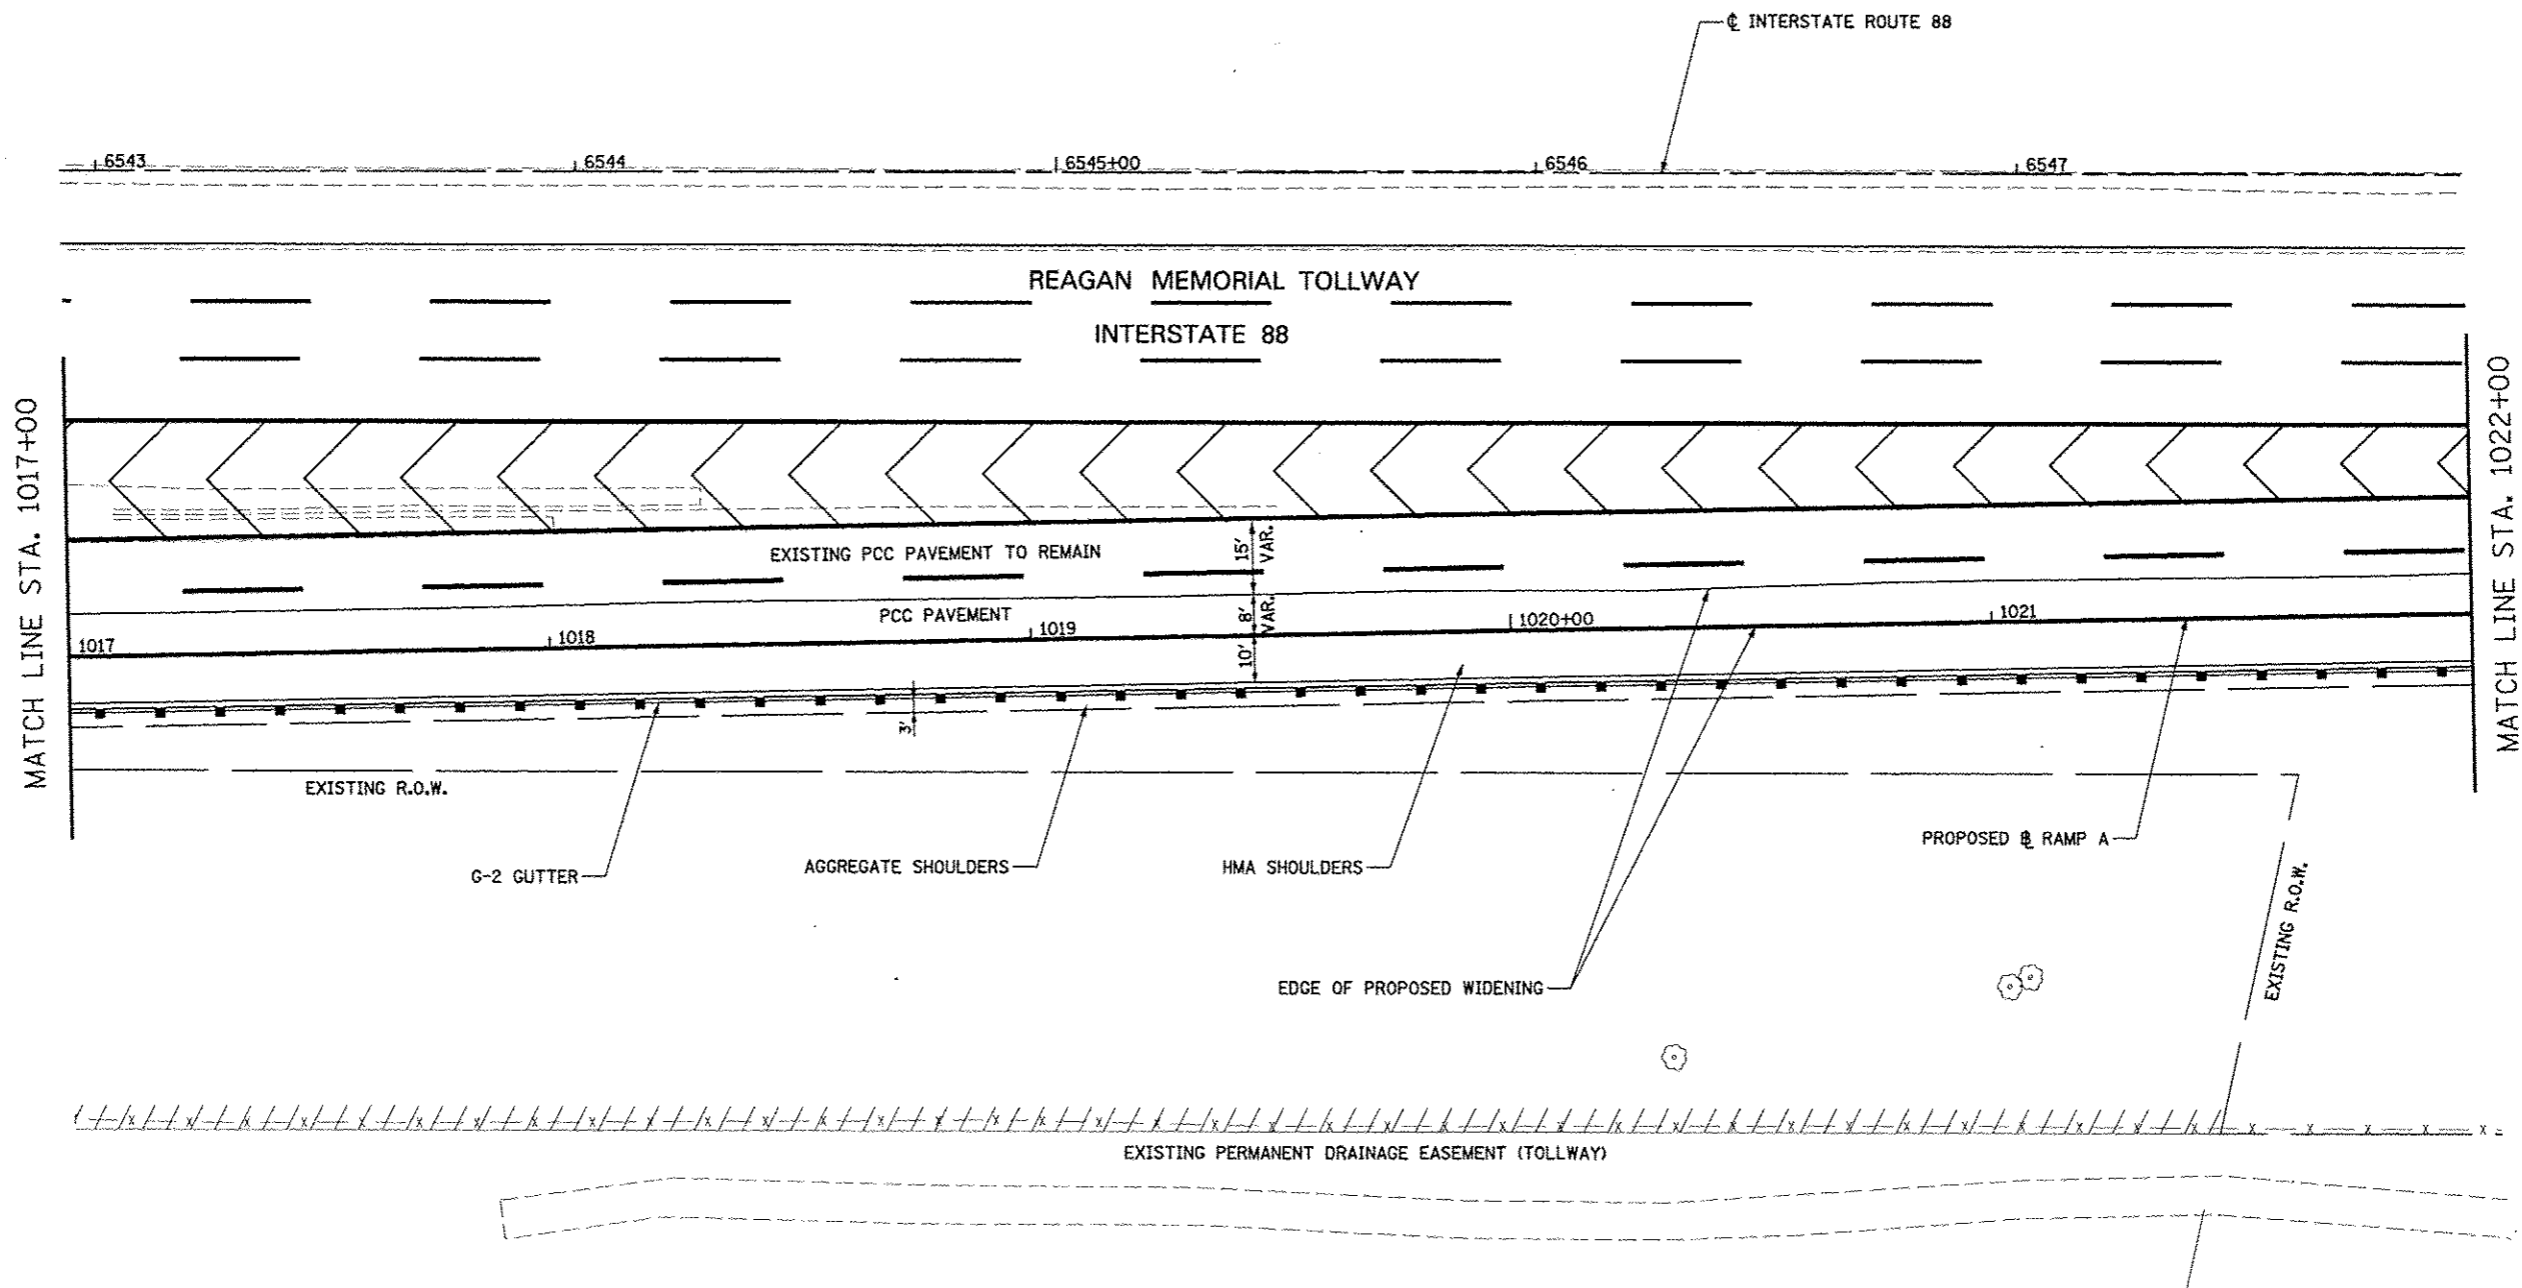 ℄ INTERSTATE ROUTE 88
6543
6544
6545+00
6546
6547
REAGAN MEMORIAL TOLLWAY
INTERSTATE 88
MATCH LINE STA. 1017+00
MATCH LINE STA. 1022+00
EXISTING PCC PAVEMENT TO REMAIN
15'
VAR.
PCC PAVEMENT
8'
VAR.
1017
1018
1019
1020+00
1021
10'
3'
EXISTING R.O.W.
G-2 GUTTER
AGGREGATE SHOULDERS
HMA SHOULDERS
PROPOSED ⅊ RAMP A
EXISTING R.O.W.
EDGE OF PROPOSED WIDENING
EXISTING PERMANENT DRAINAGE EASEMENT (TOLLWAY)